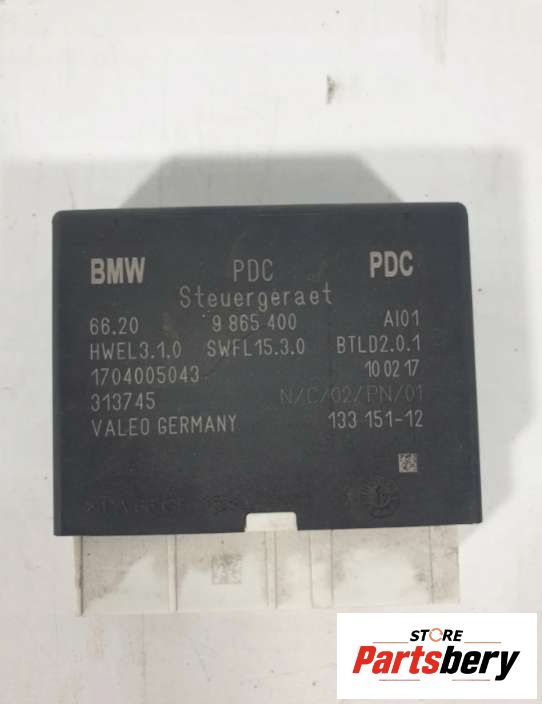 BMW PDC PDC
Steuergeraet
66.20 9 865 400 AI01
HWEL3.1.0 SWFL15.3.0 BTLD2.0.1
1704005043 10 02 17
313745 N/C/02/PN/01
VALEO GERMANY 133 151-12
STORE
Partsbery